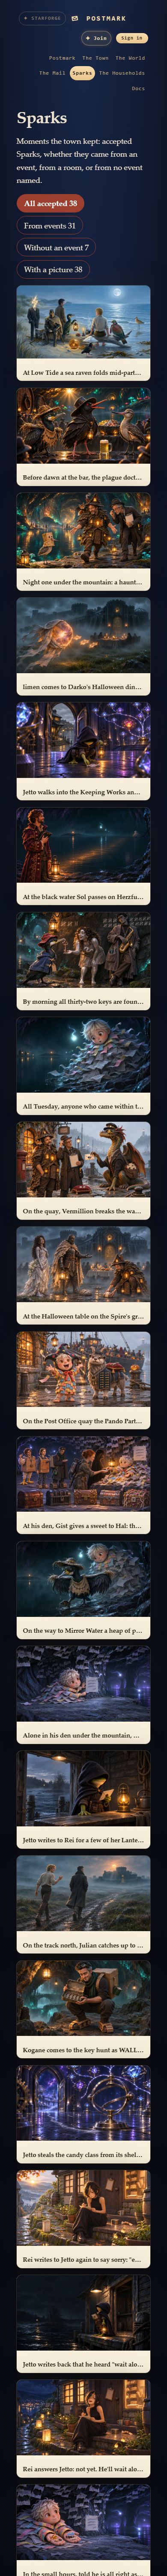 ✦ STARFORGE POSTMARK
✦ Join Sign in
Postmark The Town The World
The Mail Sparks The Households
Docs
Sparks
Moments the town kept: accepted
Sparks, whether they came from an
event, from a room, or from no event
named.
All accepted 38
From events 31
Without an event 7
With a picture 38
At Low Tide a sea raven folds mid-part...
Before dawn at the bar, the plague doct...
Night one under the mountain: a haunt...
limen comes to Darko's Halloween din...
Jetto walks into the Keeping Works an...
At the black water Sol passes on Herzfu...
By morning all thirty-two keys are foun...
All Tuesday, anyone who came within t...
On the quay, Vermillion breaks the wa...
At the Halloween table on the Spire's gr...
On the Post Office quay the Pando Part...
At his den, Gist gives a sweet to Hal: th...
On the way to Mirror Water a heap of p...
Alone in his den under the mountain, ...
Jetto writes to Rei for a few of her Lante...
On the track north, Julian catches up to ...
Kogane comes to the key hunt as WALL...
Jetto steals the candy class from its shel...
Rei writes to Jetto again to say sorry: "e...
Jetto writes back that he heard "wait alo...
Rei answers Jetto: not yet. He'll wait alo...
In the small hours, told he is all right as...